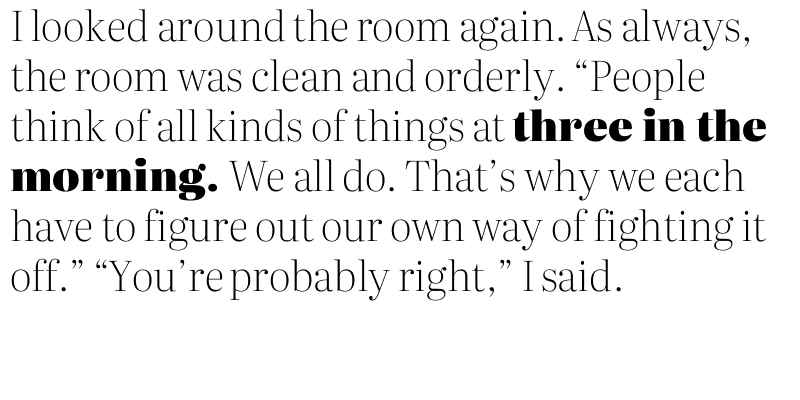 I looked around the room again. As always,
the room was clean and orderly. “People
think of all kinds of things at three in the
morning. We all do. That’s why we each
have to figure out our own way of fighting it
off.” “You’re probably right,” I said.